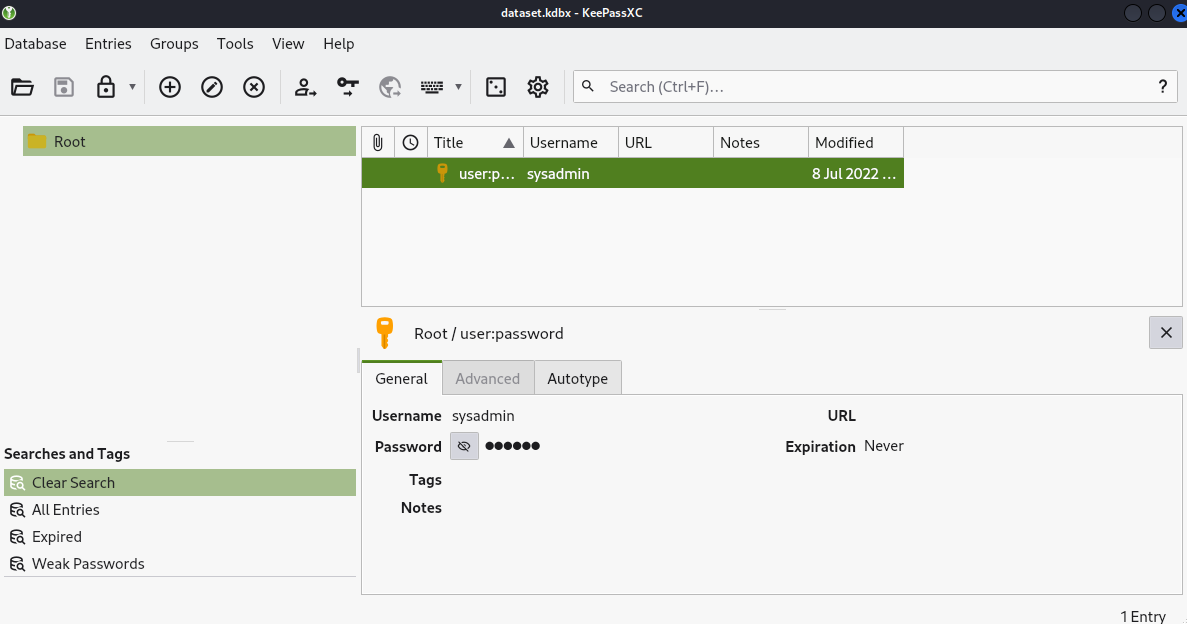 dataset.kdbx - KeePassXC
Database Entries Groups Tools View Help
Search (Ctrl+F)... ?
Root
Title Username URL Notes Modified
user:p... sysadmin 8 Jul 2022 ...
Root / user:password
General Advanced Autotype
Username sysadmin URL
Password ●●●●●● Expiration Never
Tags
Notes
Searches and Tags
Clear Search
All Entries
Expired
Weak Passwords
1 Entry